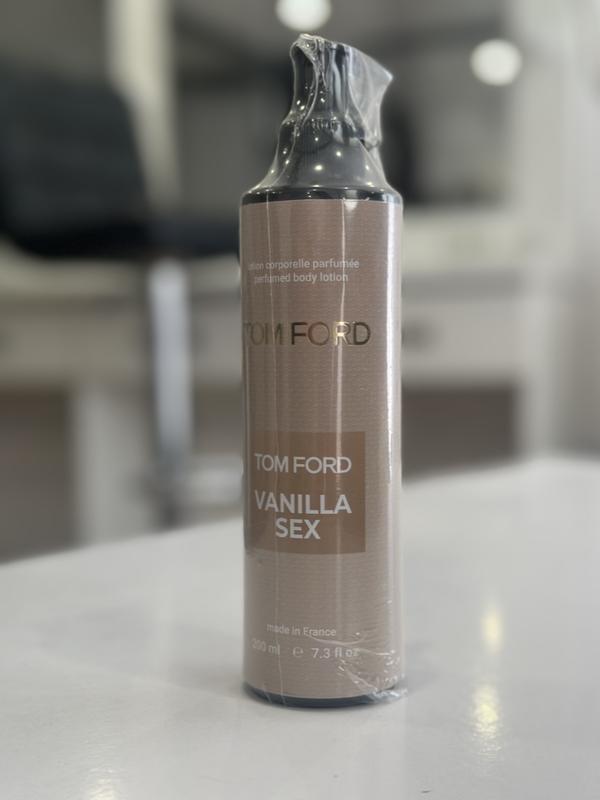 lotion corporelle parfumée
perfumed body lotion
TOM FORD
TOM FORD
VANILLA
SEX
made in France
200 ml ℮ 7.3 fl oz